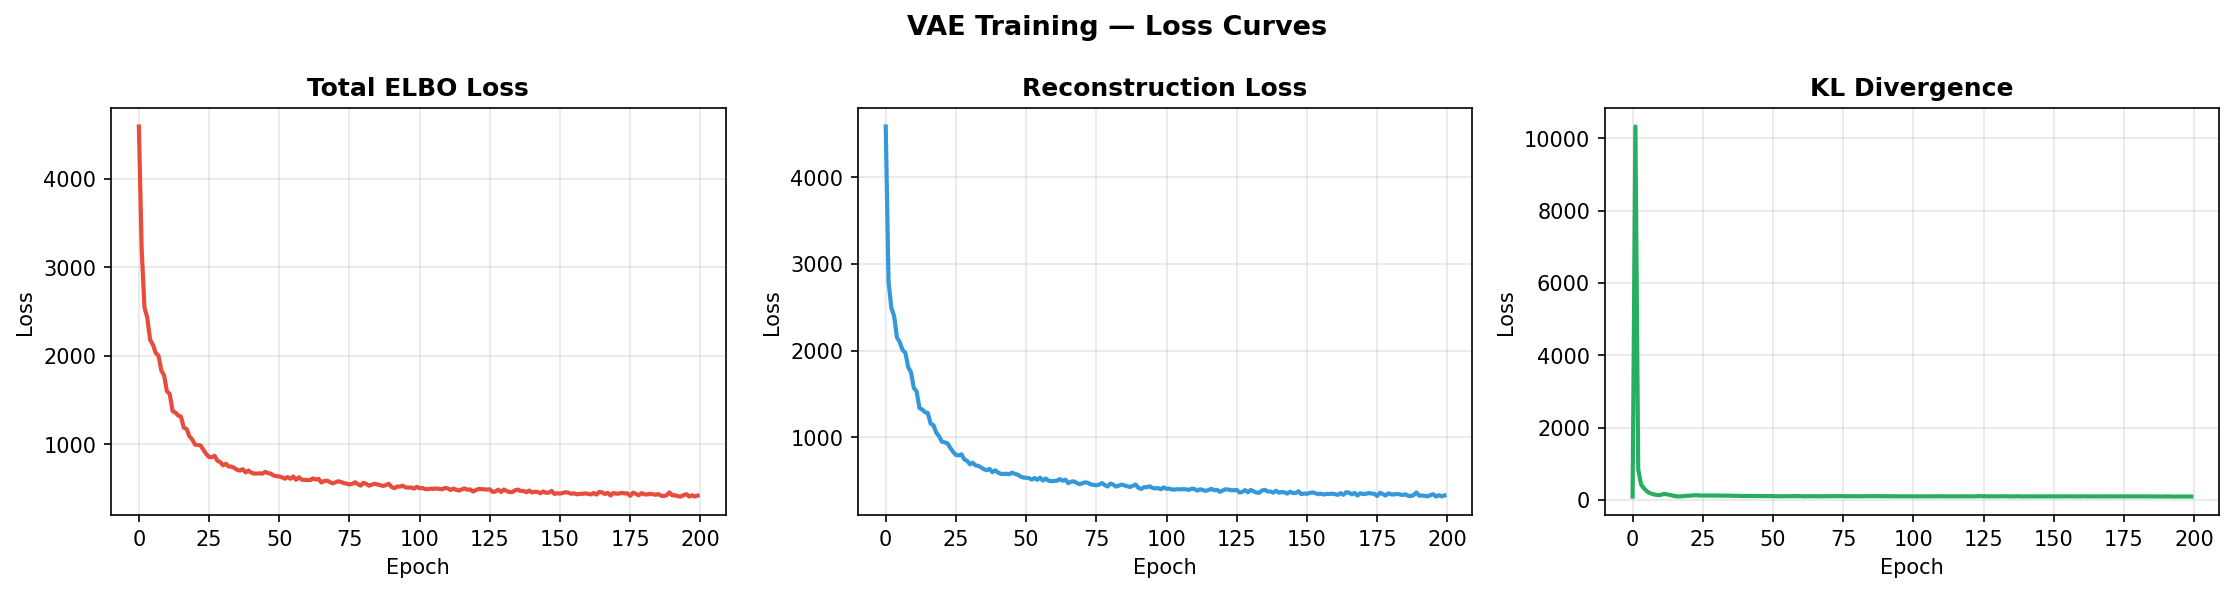 VAE Training — Loss Curves
Total ELBO Loss
Loss
4000
3000
2000
1000
0 25 50 75 100 125 150 175 200
Epoch
Reconstruction Loss
Loss
4000
3000
2000
1000
0 25 50 75 100 125 150 175 200
Epoch
KL Divergence
Loss
10000
8000
6000
4000
2000
0
0 25 50 75 100 125 150 175 200
Epoch